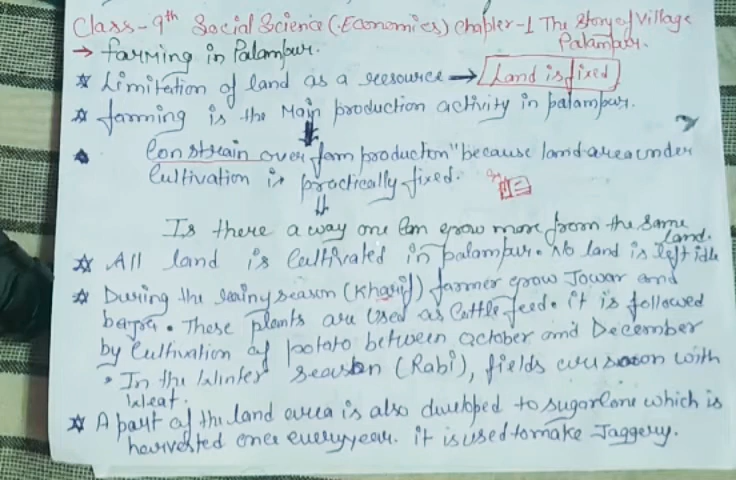 Class-9th Social Science (Economics) Chapter-1 The Story of Village
Palampur.
→ farming in Palampur.
☆ Limitation of land as a resource → Land is fixed
☆ farming is the Main production activity in palampur.
Constrain over farm production" because land area under
Cultivation is practically fixed.
Is there a way one Can grow more from the same
land.
☆ All land is Cultivated in palampur. No land is left idle
☆ During the rainy season (Kharif) farmer grow Jowar and
bajra. These plants are used as Cattle feed. it is followed
by Cultivation of potato between october and December
• In the Winter season (Rabi), fields are sown with
Weat.
☆ A part of the land area is also to sugarcane which is
harvested once every year. it is used to make Jaggery.